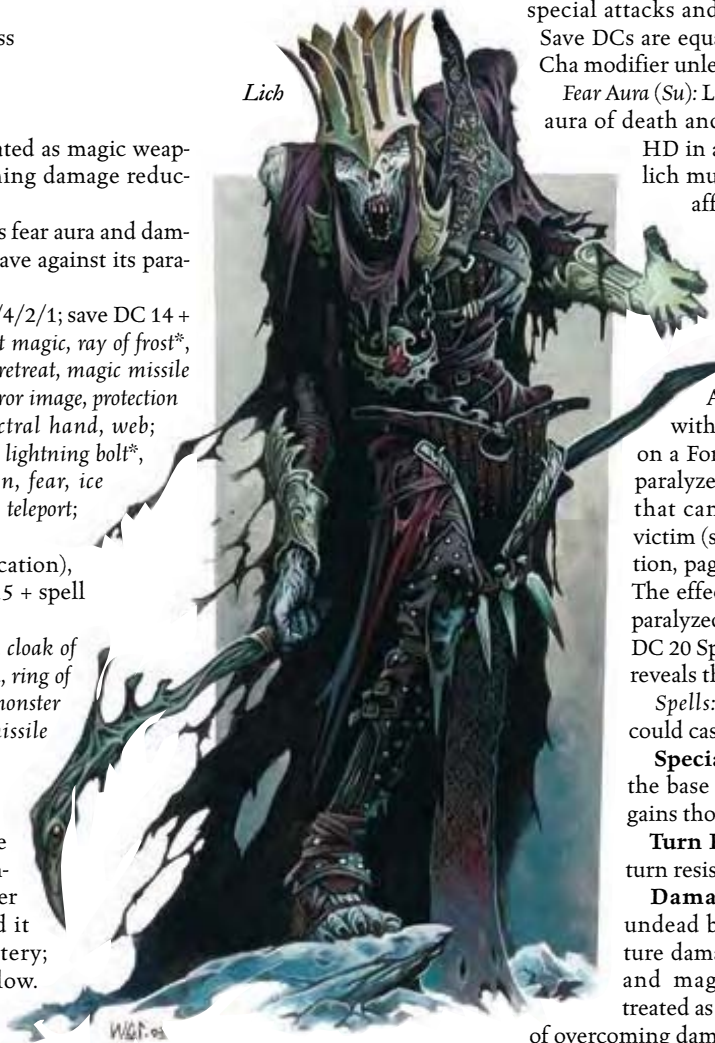 ss
ated as magic weap-
ning damage reduc-
s fear aura and dam-
ave against its para-
/4/2/1; save DC 14 +
t magic, ray of frost*,
retreat, magic missile
ror image, protection
ctral hand, web;
lightning bolt*,
n, fear, ice
teleport;
cation),
5 + spell
cloak of
, ring of
monster
issile
e
n-
er
d it
tery;
low.
Lich
special attacks and
Save DCs are equa
Cha modifier unle
Fear Aura (Su): L
aura of death and
HD in a
lich mu
aff
A
with
on a For
paralyze
that can
victim (s
tion, pag
The effec
paralyzed
DC 20 Sp
reveals th
Spells:
could cas
Specia
the base
gains tho
Turn R
turn resis
Dama
undead b
ture dama
and mag
treated as
of overcoming dam